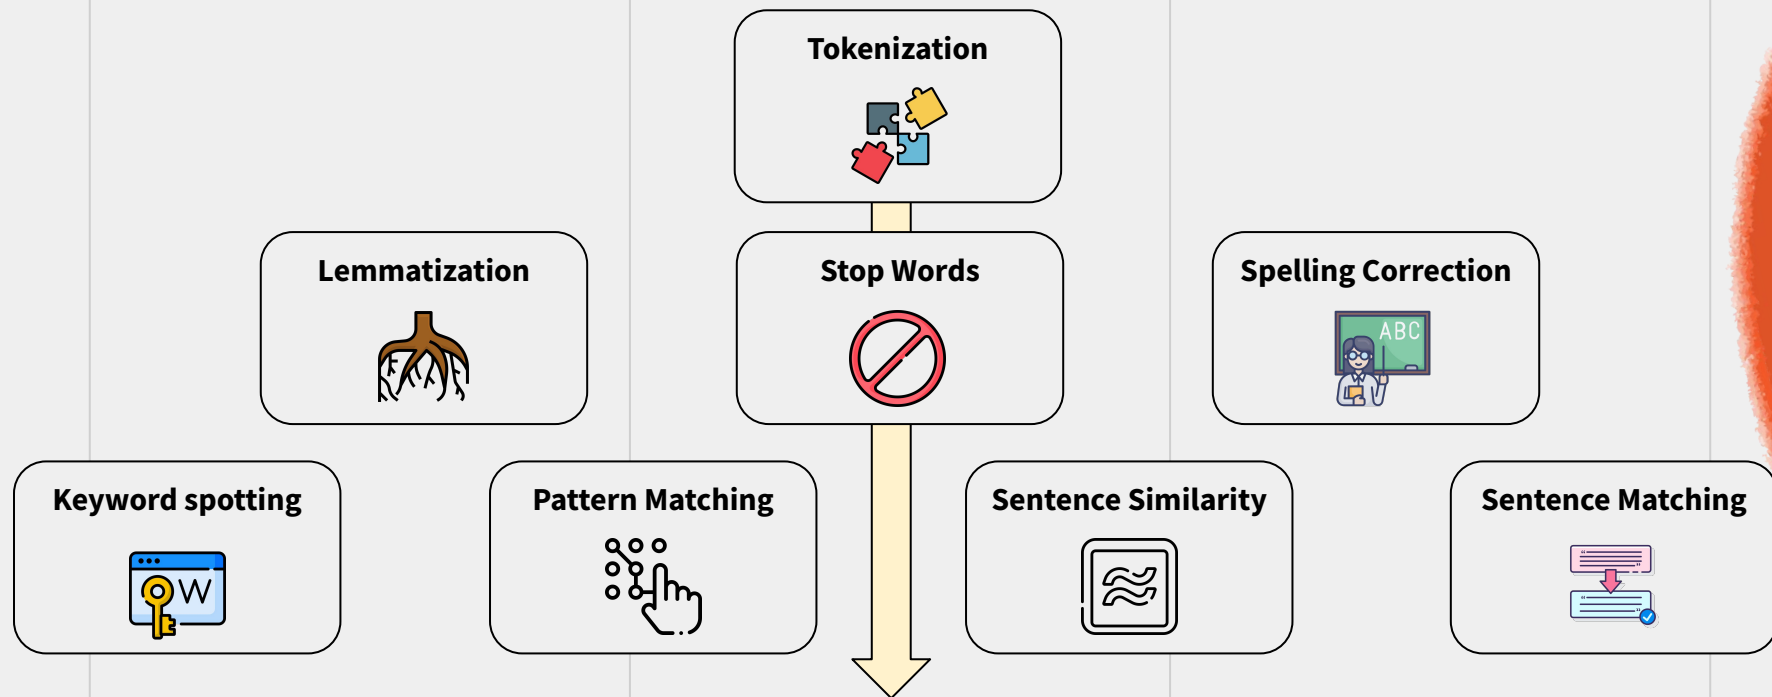 Tokenization
Lemmatization
Stop Words
Spelling Correction
ABC
Keyword spotting
Pattern Matching
Sentence Similarity
Sentence Matching
W